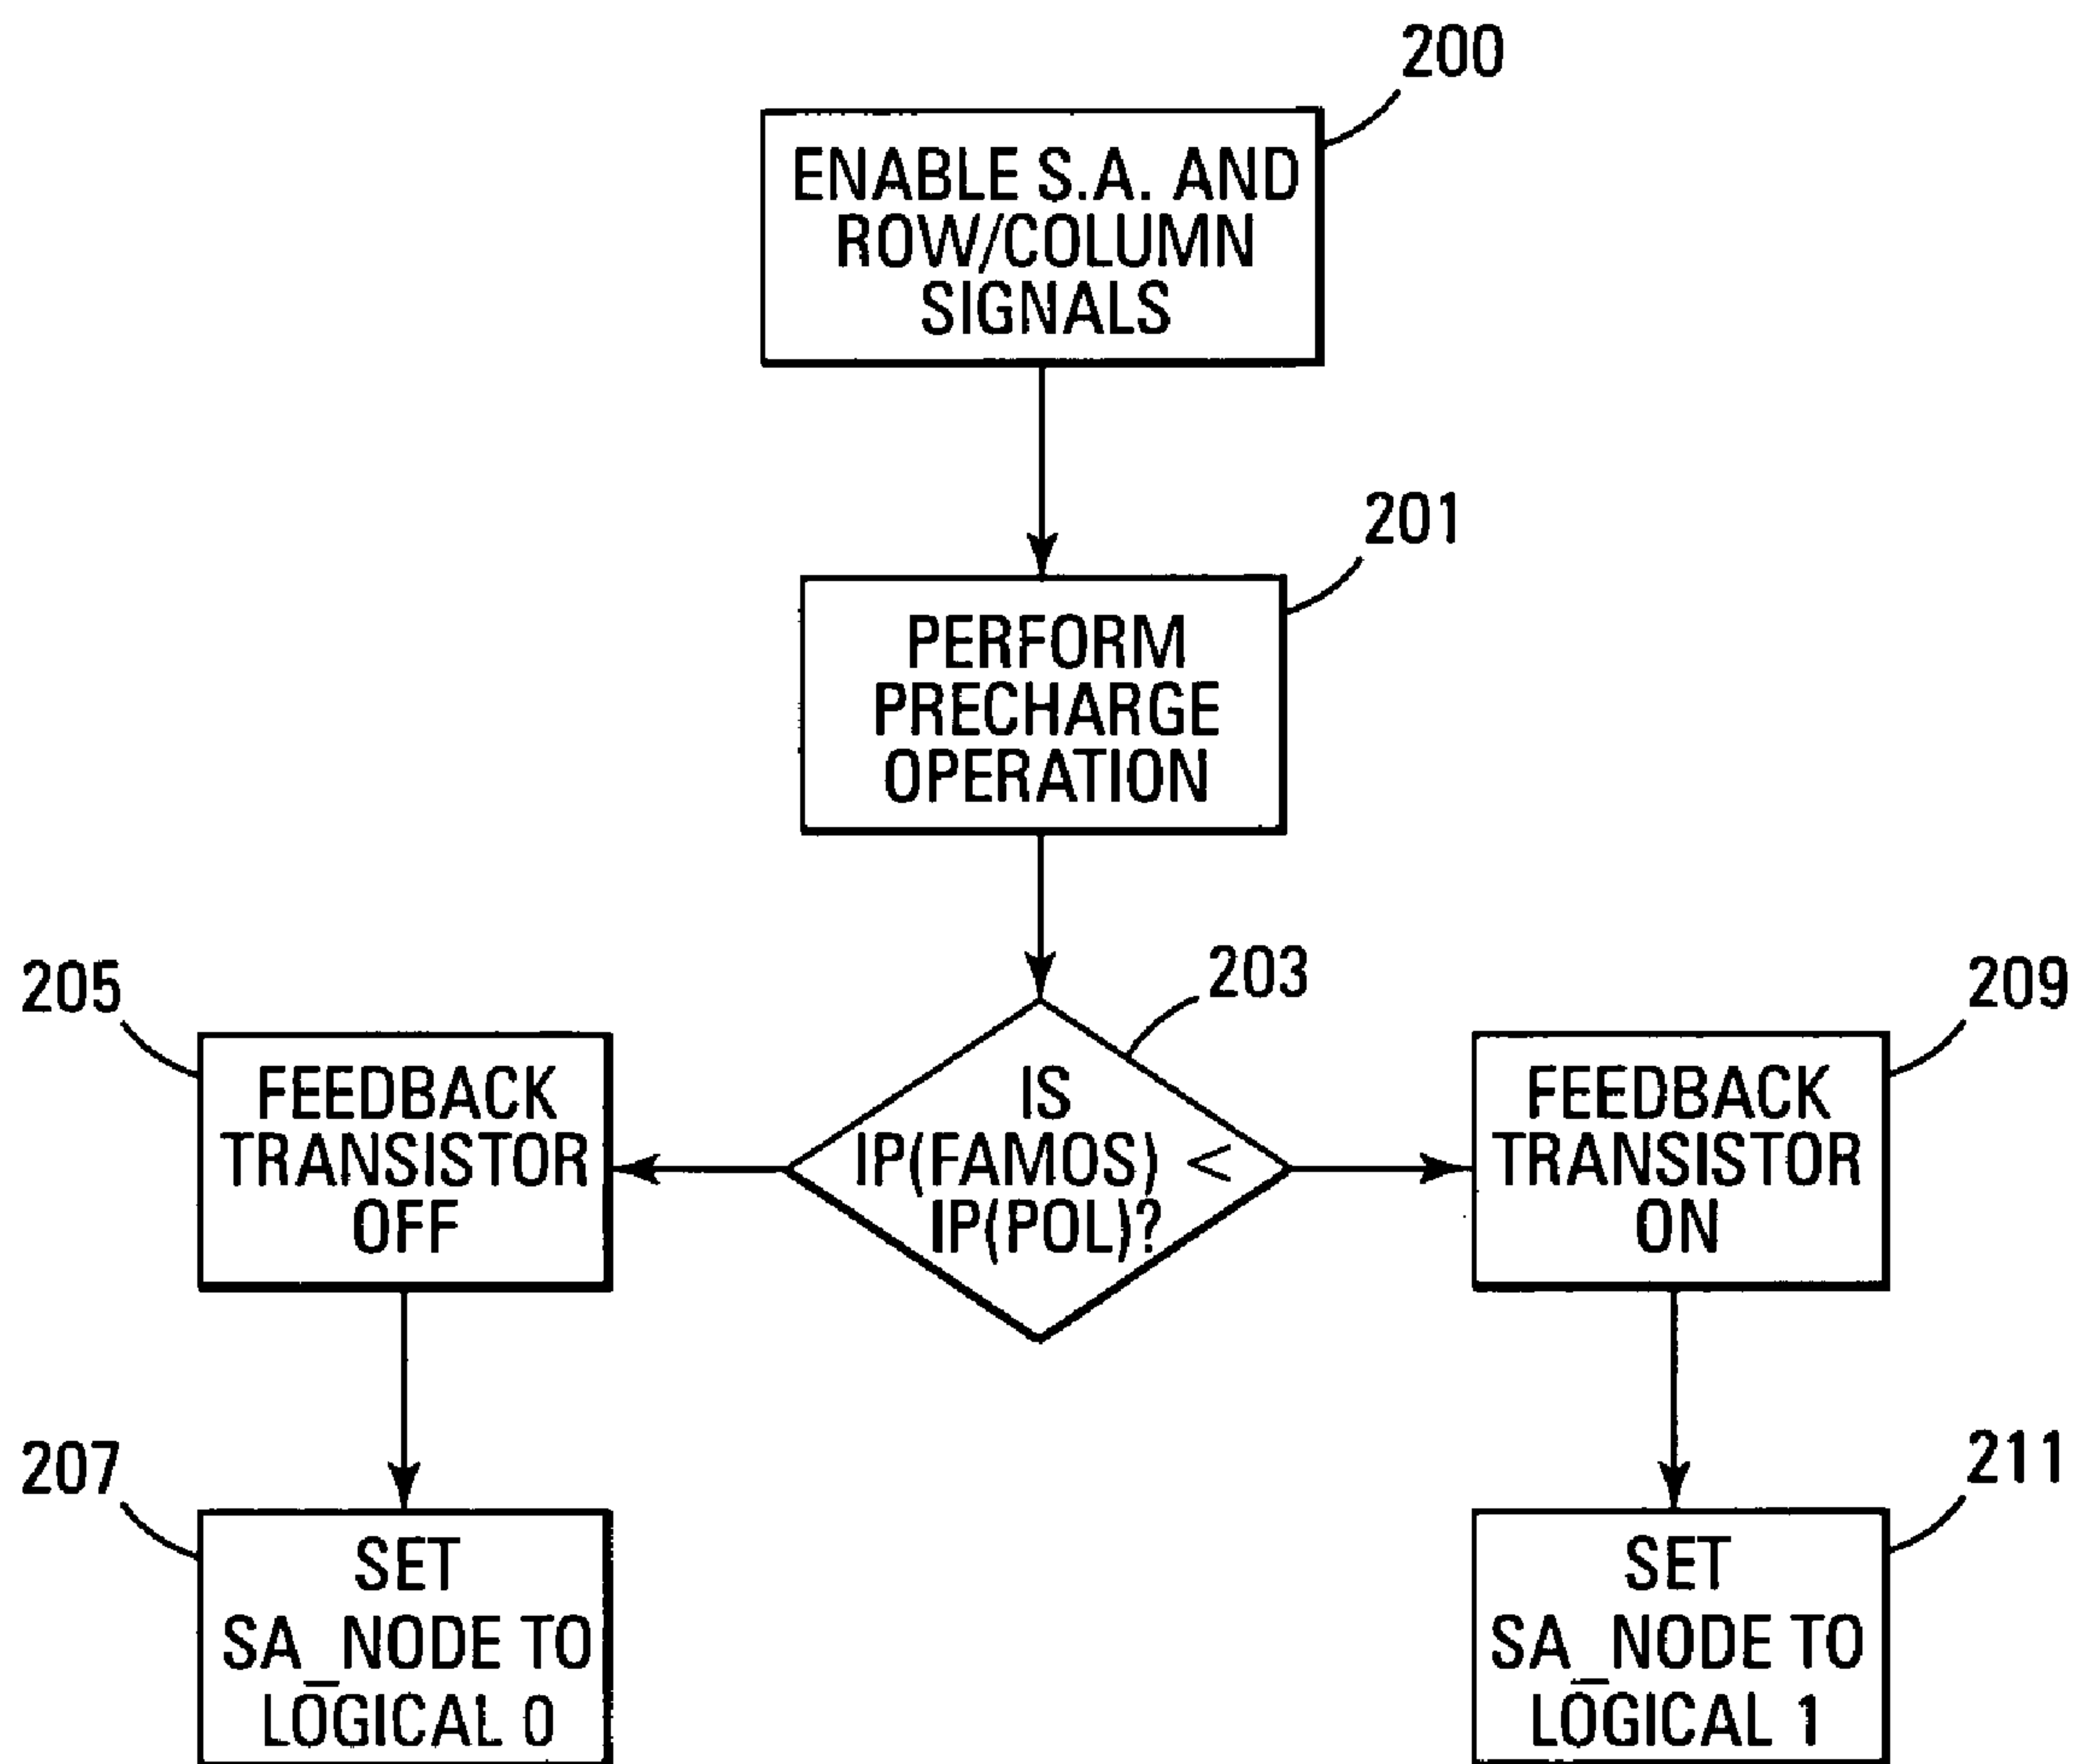 200
ENABLE S.A. AND
ROW/COLUMN
SIGNALS
201
PERFORM
PRECHARGE
OPERATION
203
IS
IP(FAMOS) <
IP(POL)?
205
FEEDBACK
TRANSISTOR
OFF
209
FEEDBACK
TRANSISTOR
ON
207
SET
SA_NODE TO
LOGICAL 0
211
SET
SA_NODE TO
LOGICAL 1